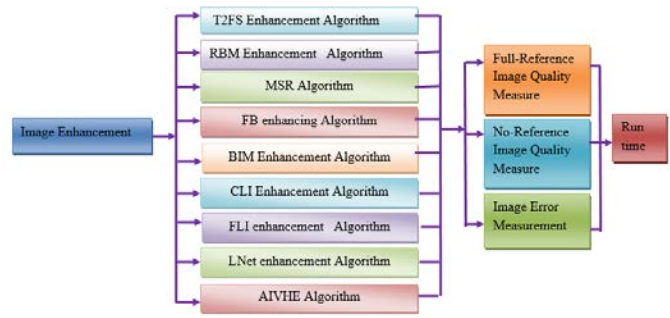 Image Enhancement
T2FS Enhancement Algorithm
RBM Enhancement Algorithm
MSR Algorithm
FB enhancing Algorithm
BIM Enhancement Algorithm
CLI Enhancement Algorithm
FLI enhancement Algorithm
LNet enhancement Algorithm
AIVHE Algorithm
Full-Reference
Image Quality
Measure
No-Reference
Image Quality
Measure
Image Error
Measurement
Run
time